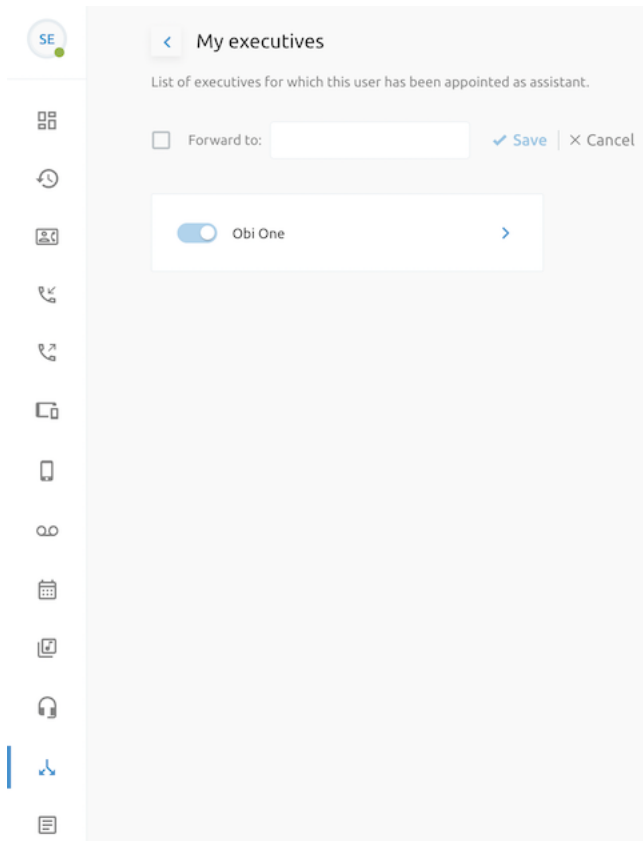 SE
My executives
List of executives for which this user has been appointed as assistant.
Forward to:
Save
Cancel
Obi One